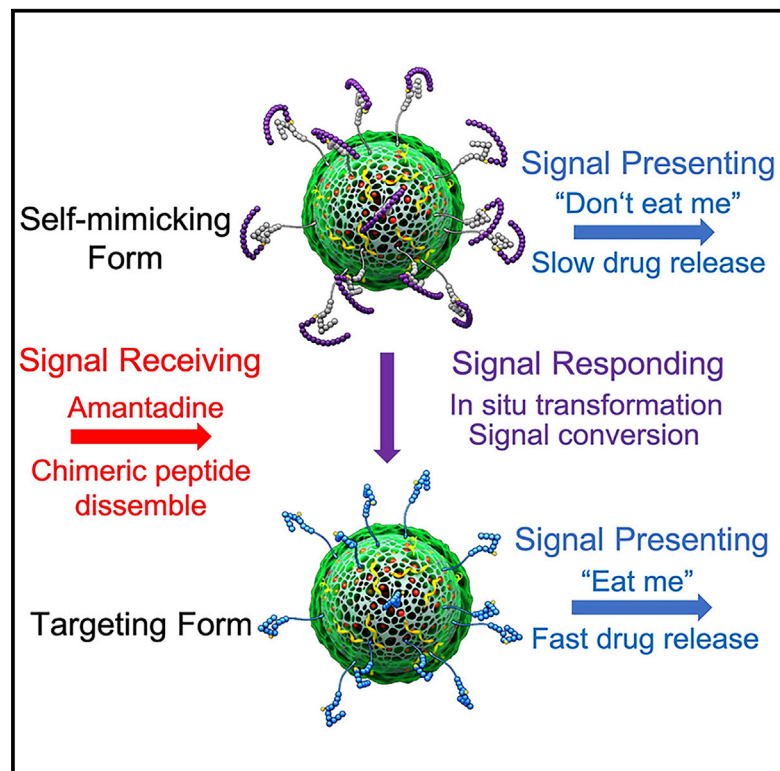 Self-mimicking
Form
Signal Presenting
“Don‘t eat me”
Slow drug release
Signal Receiving
Amantadine
Chimeric peptide
dissemble
Signal Responding
In situ transformation
Signal conversion
Targeting Form
Signal Presenting
“Eat me”
Fast drug release